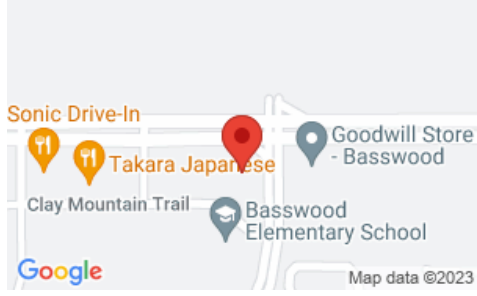 Sonic Drive-In
Takara Japanese
Goodwill Store
- Basswood
Clay Mountain Trail
Basswood
Elementary School
Google
Map data ©2023